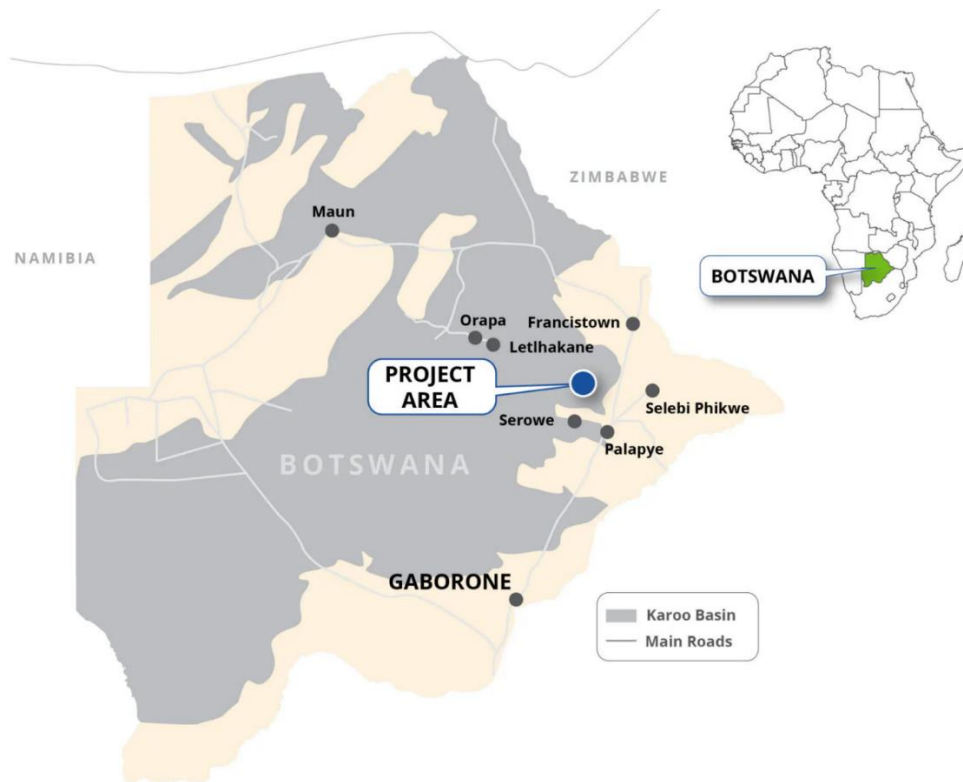 ZIMBABWE
Maun
NAMIBIA
BOTSWANA
Orapa
Francistown
Letlhakane
PROJECT
AREA
Selebi Phikwe
Serowe
Palapye
BOTSWANA
GABORONE
Karoo Basin
Main Roads